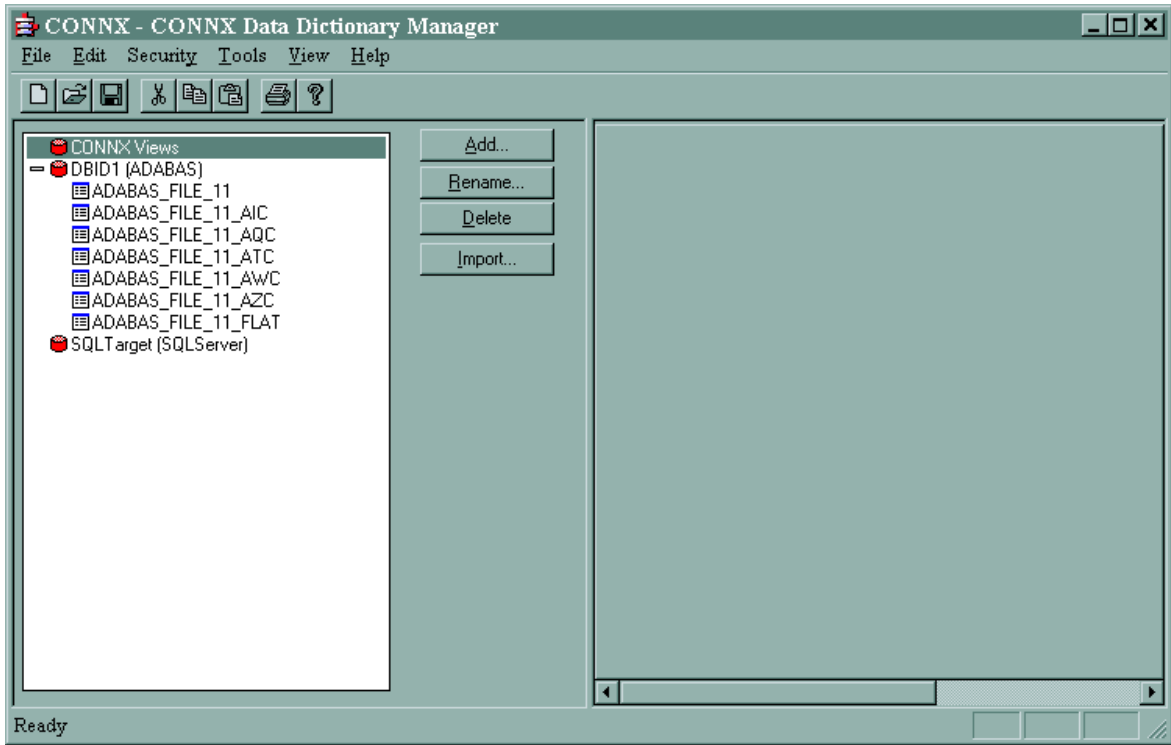 CONNX - CONNX Data Dictionary Manager
File Edit Security Tools View Help
CONNX Views
DBID1 (ADABAS)
ADABAS_FILE_11
ADABAS_FILE_11_AIC
ADABAS_FILE_11_AQC
ADABAS_FILE_11_ATC
ADABAS_FILE_11_AWC
ADABAS_FILE_11_AZC
ADABAS_FILE_11_FLAT
SQLTarget (SQLServer)
Add...
Rename...
Delete
Import...
Ready